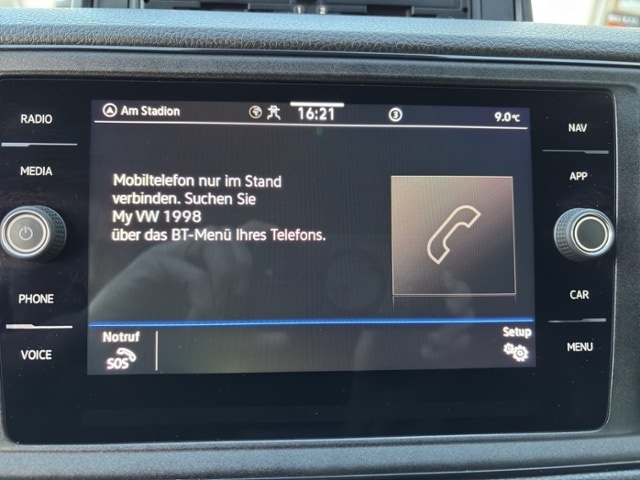 RADIO
MEDIA
PHONE
VOICE
Am Stadion
16:21
3
9.0°C
Mobiltelefon nur im Stand
verbinden. Suchen Sie
My VW 1998
über das BT-Menü Ihres Telefons.
Notruf
SOS
Setup
NAV
APP
CAR
MENU